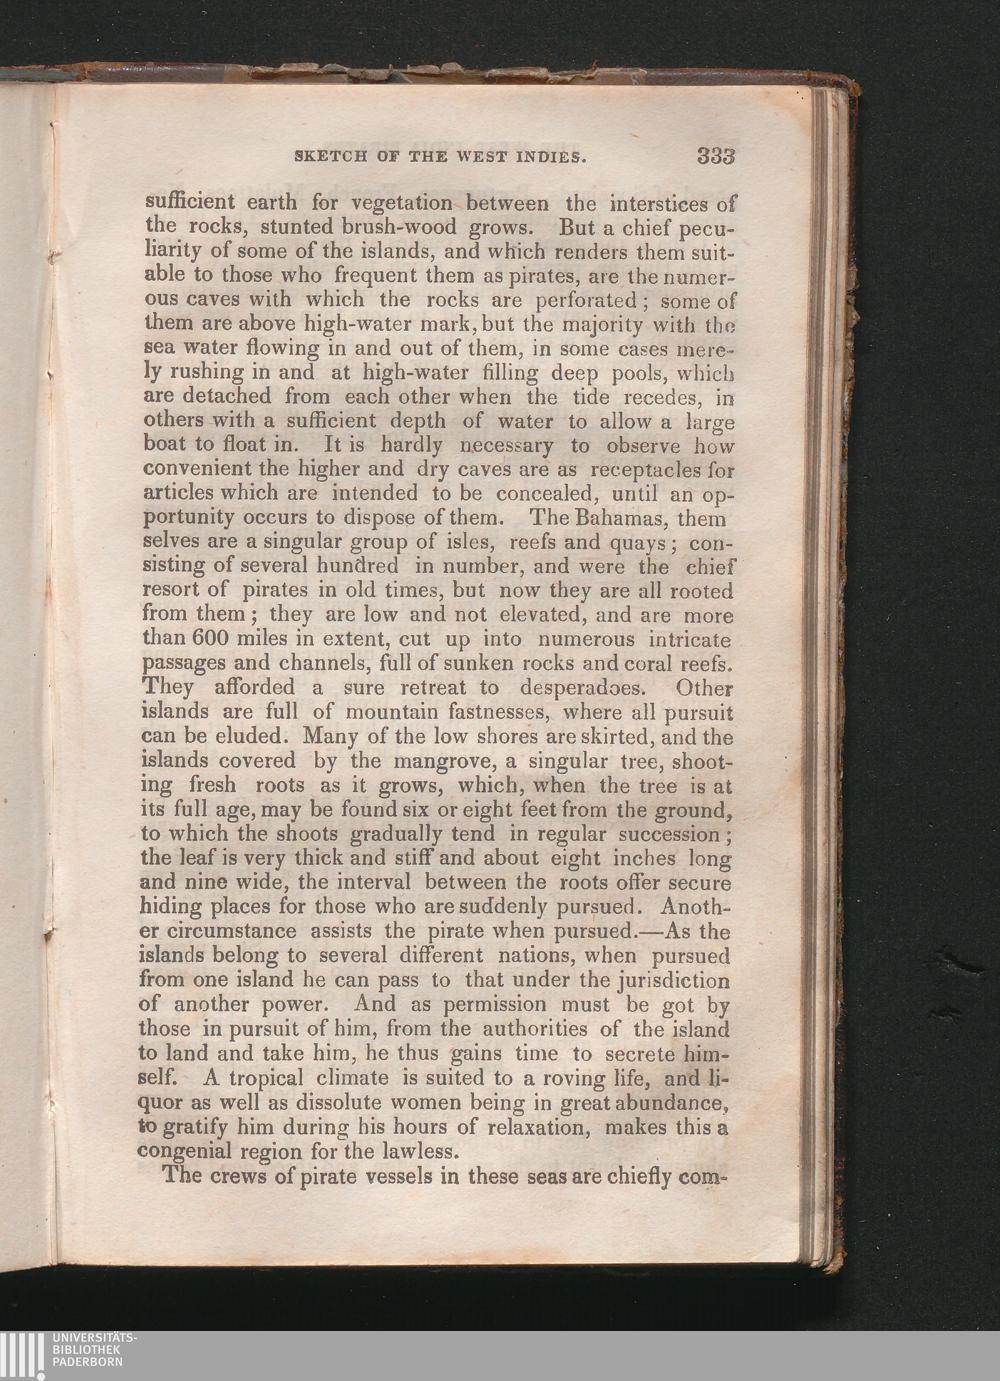 SKETCH OF THE WEST INDIES. 333
sufficient earth for vegetation between the interstices of
the rocks, stunted brush-wood grows. But a chief pecu-
liarity of some of the islands, and which renders them suit-
able to those who frequent them as pirates, are the numer-
ous caves with which the rocks are perforated; some of
them are above high-water mark, but the majority with the
sea water flowing in and out of them, in some cases mere-
ly rushing in and at high-water filling deep pools, which
are detached from each other when the tide recedes, in
others with a sufficient depth of water to allow a large
boat to float in. It is hardly necessary to observe how
convenient the higher and dry caves are as receptacles for
articles which are intended to be concealed, until an op-
portunity occurs to dispose of them. The Bahamas, them
selves are a singular group of isles, reefs and quays; con-
sisting of several hundred in number, and were the chief
resort of pirates in old times, but now they are all rooted
from them; they are low and not elevated, and are more
than 600 miles in extent, cut up into numerous intricate
passages and channels, full of sunken rocks and coral reefs.
They afforded a sure retreat to desperadoes. Other
islands are full of mountain fastnesses, where all pursuit
can be eluded. Many of the low shores are skirted, and the
islands covered by the mangrove, a singular tree, shoot-
ing fresh roots as it grows, which, when the tree is at
its full age, may be found six or eight feet from the ground,
to which the shoots gradually tend in regular succession;
the leaf is very thick and stiff and about eight inches long
and nine wide, the interval between the roots offer secure
hiding places for those who are suddenly pursued. Anoth-
er circumstance assists the pirate when pursued.—As the
islands belong to several different nations, when pursued
from one island he can pass to that under the jurisdiction
of another power. And as permission must be got by
those in pursuit of him, from the authorities of the island
to land and take him, he thus gains time to secrete him-
self. A tropical climate is suited to a roving life, and li-
quor as well as dissolute women being in great abundance,
to gratify him during his hours of relaxation, makes this a
congenial region for the lawless.
The crews of pirate vessels in these seas are chiefly com-
UNIVERSITÄTS-
BIBLIOTHEK
PADERBORN